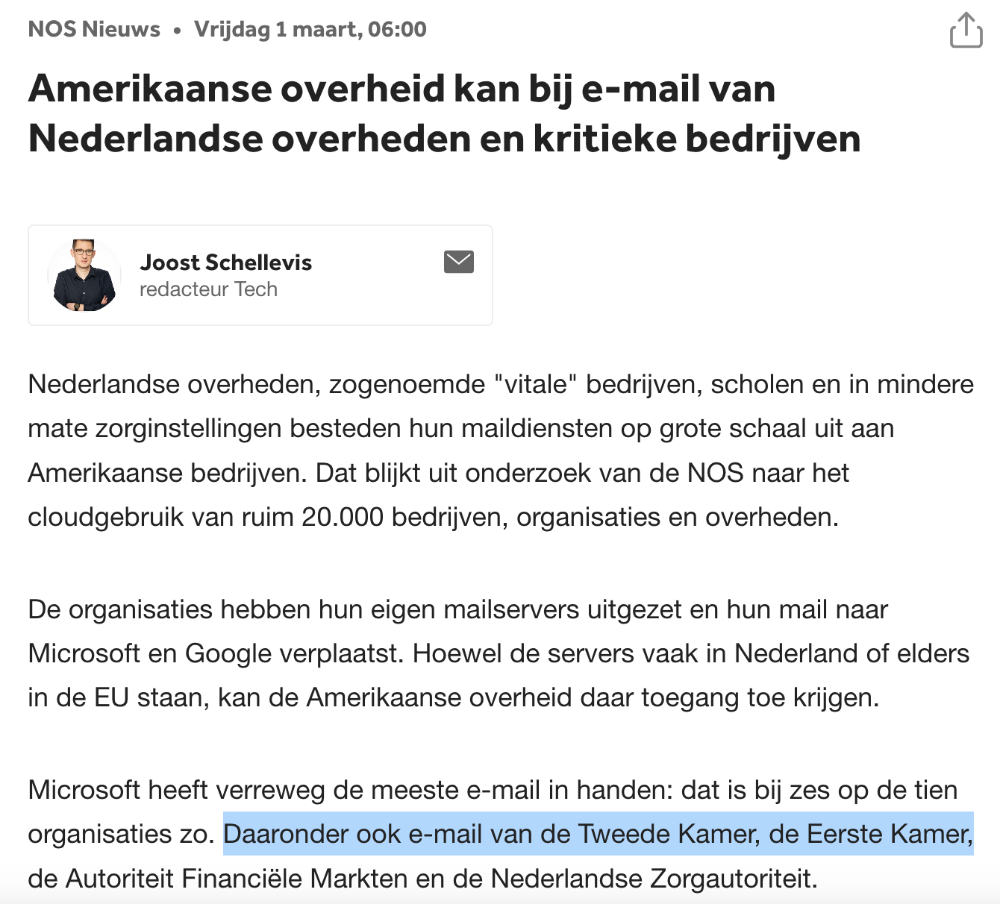 NOS Nieuws • Vrijdag 1 maart, 06:00
Amerikaanse overheid kan bij e-mail van
Nederlandse overheden en kritieke bedrijven
Joost Schellevis
redacteur Tech
Nederlandse overheden, zogenoemde "vitale" bedrijven, scholen en in mindere
mate zorginstellingen besteden hun maildiensten op grote schaal uit aan
Amerikaanse bedrijven. Dat blijkt uit onderzoek van de NOS naar het
cloudgebruik van ruim 20.000 bedrijven, organisaties en overheden.
De organisaties hebben hun eigen mailservers uitgezet en hun mail naar
Microsoft en Google verplaatst. Hoewel de servers vaak in Nederland of elders
in de EU staan, kan de Amerikaanse overheid daar toegang toe krijgen.
Microsoft heeft verreweg de meeste e-mail in handen: dat is bij zes op de tien
organisaties zo. Daaronder ook e-mail van de Tweede Kamer, de Eerste Kamer,
de Autoriteit Financiële Markten en de Nederlandse Zorgautoriteit.